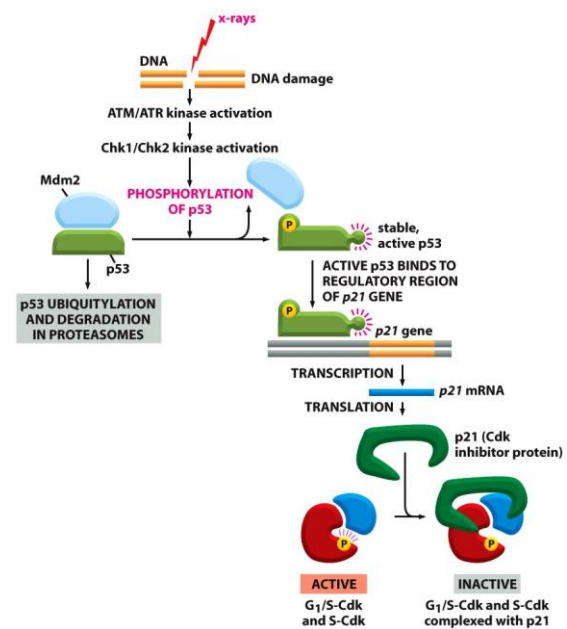 x-rays
DNA
DNA damage
ATM/ATR kinase activation
Chk1/Chk2 kinase activation
Mdm2
PHOSPHORYLATION
OF p53
P
stable,
active p53
p53
p53 UBIQUITYLATION
AND DEGRADATION
IN PROTEASOMES
ACTIVE p53 BINDS TO
REGULATORY REGION
OF p21 GENE
P
p21 gene
TRANSCRIPTION
p21 mRNA
TRANSLATION
p21 (Cdk
inhibitor protein)
P
P
ACTIVE
G1/S-Cdk
and S-Cdk
INACTIVE
G1/S-Cdk and S-Cdk
complexed with p21